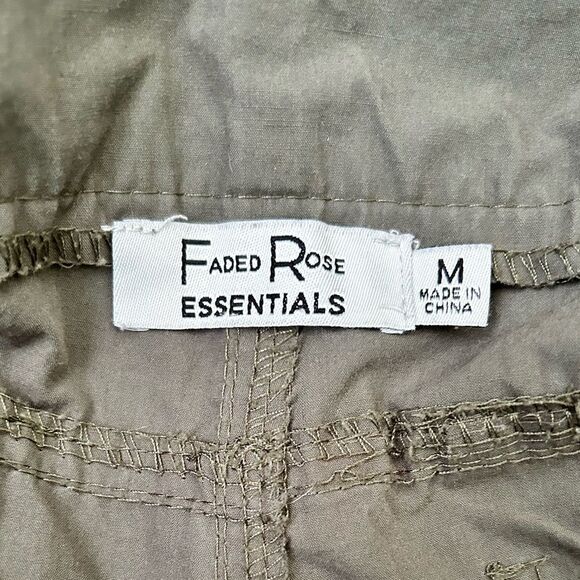 FADED ROSE
ESSENTIALS
M
MADE IN
CHINA